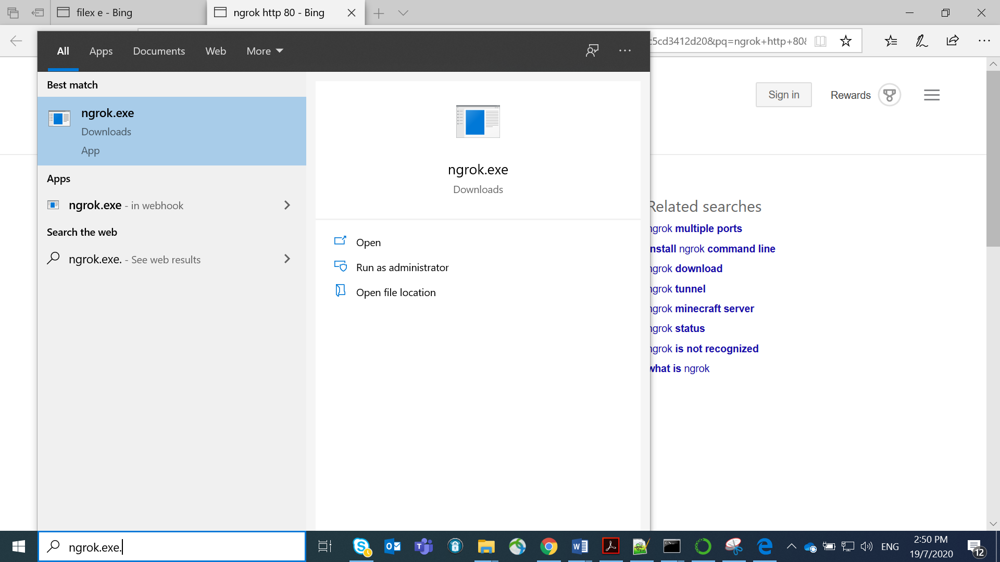 filex e - Bing
ngrok http 80 - Bing
c5cd3412d20&pq=ngrok+http+80&
All
Apps
Documents
Web
More
Best match
ngrok.exe
Downloads
App
Apps
ngrok.exe - in webhook
Search the web
ngrok.exe. - See web results
ngrok.exe
Downloads
Open
Run as administrator
Open file location
Sign in
Rewards
Related searches
ngrok multiple ports
install ngrok command line
ngrok download
ngrok tunnel
ngrok minecraft server
ngrok status
ngrok is not recognized
what is ngrok
ngrok.exe.
ENG
2:50 PM
19/7/2020
12